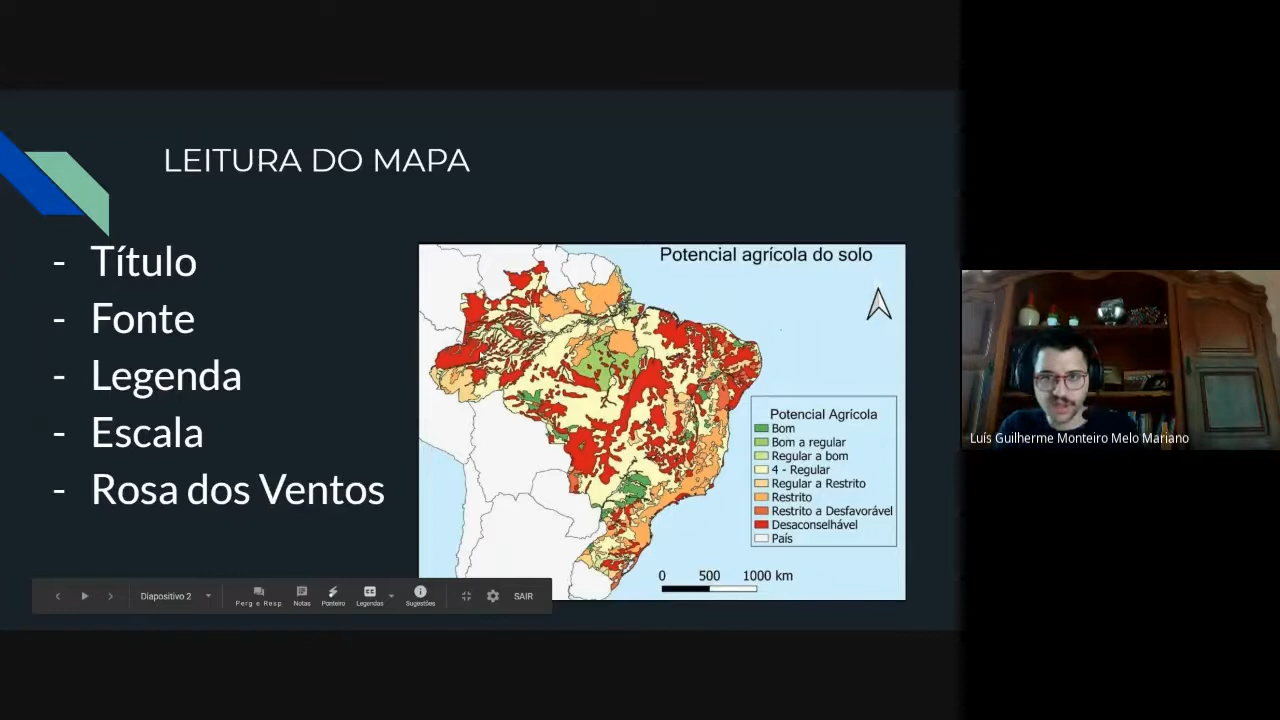 LEITURA DO MAPA
- Título
- Fonte
- Legenda
- Escala
- Rosa dos Ventos
Potencial agrícola do solo
Potencial Agrícola
Bom
Bom a regular
Regular a bom
4 - Regular
Regular a Restrito
Restrito
Restrito a Desfavorável
Desaconselhável
País
0 500 1000 km
Diapositivo 2
Perg e Resp
Notas
Ponteiro
Legendas
Sugestões
SAIR
Luís Guilherme Monteiro Melo Mariano